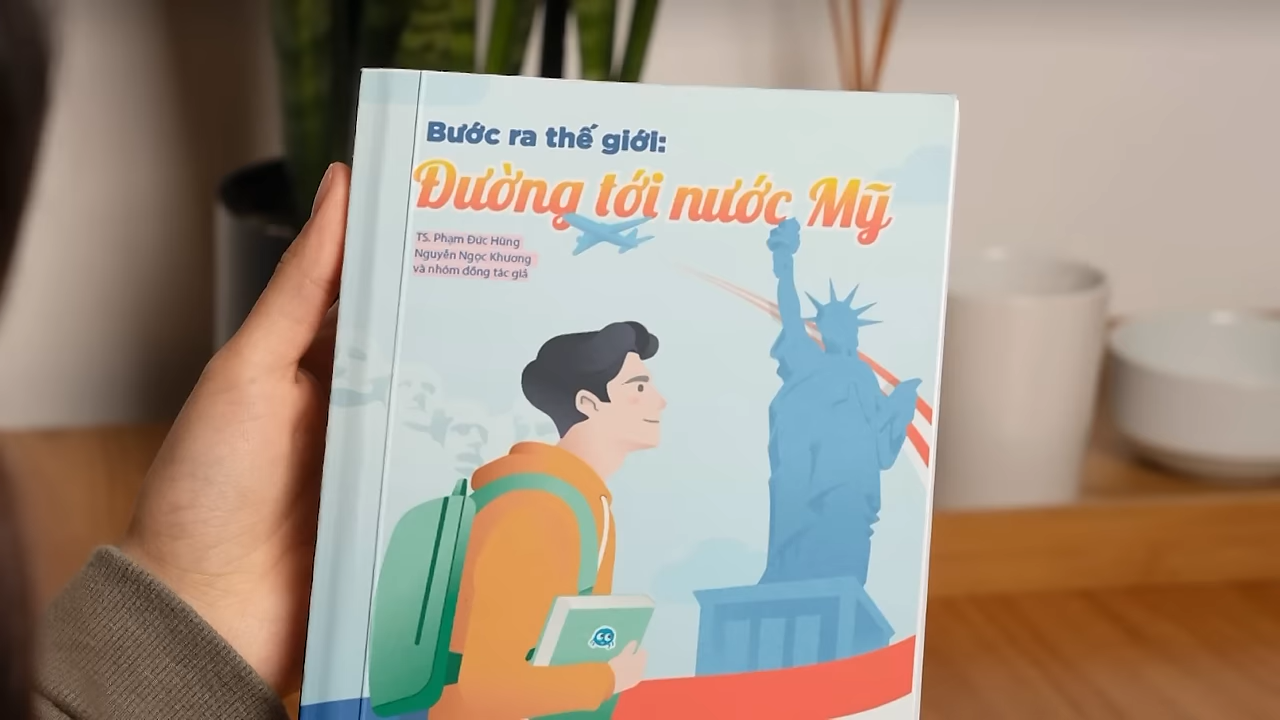 Bước ra thế giới:
Đường tới nước Mỹ
TS. Phạm Đức Hùng
Nguyễn Ngọc Khương
và nhóm đồng tác giả